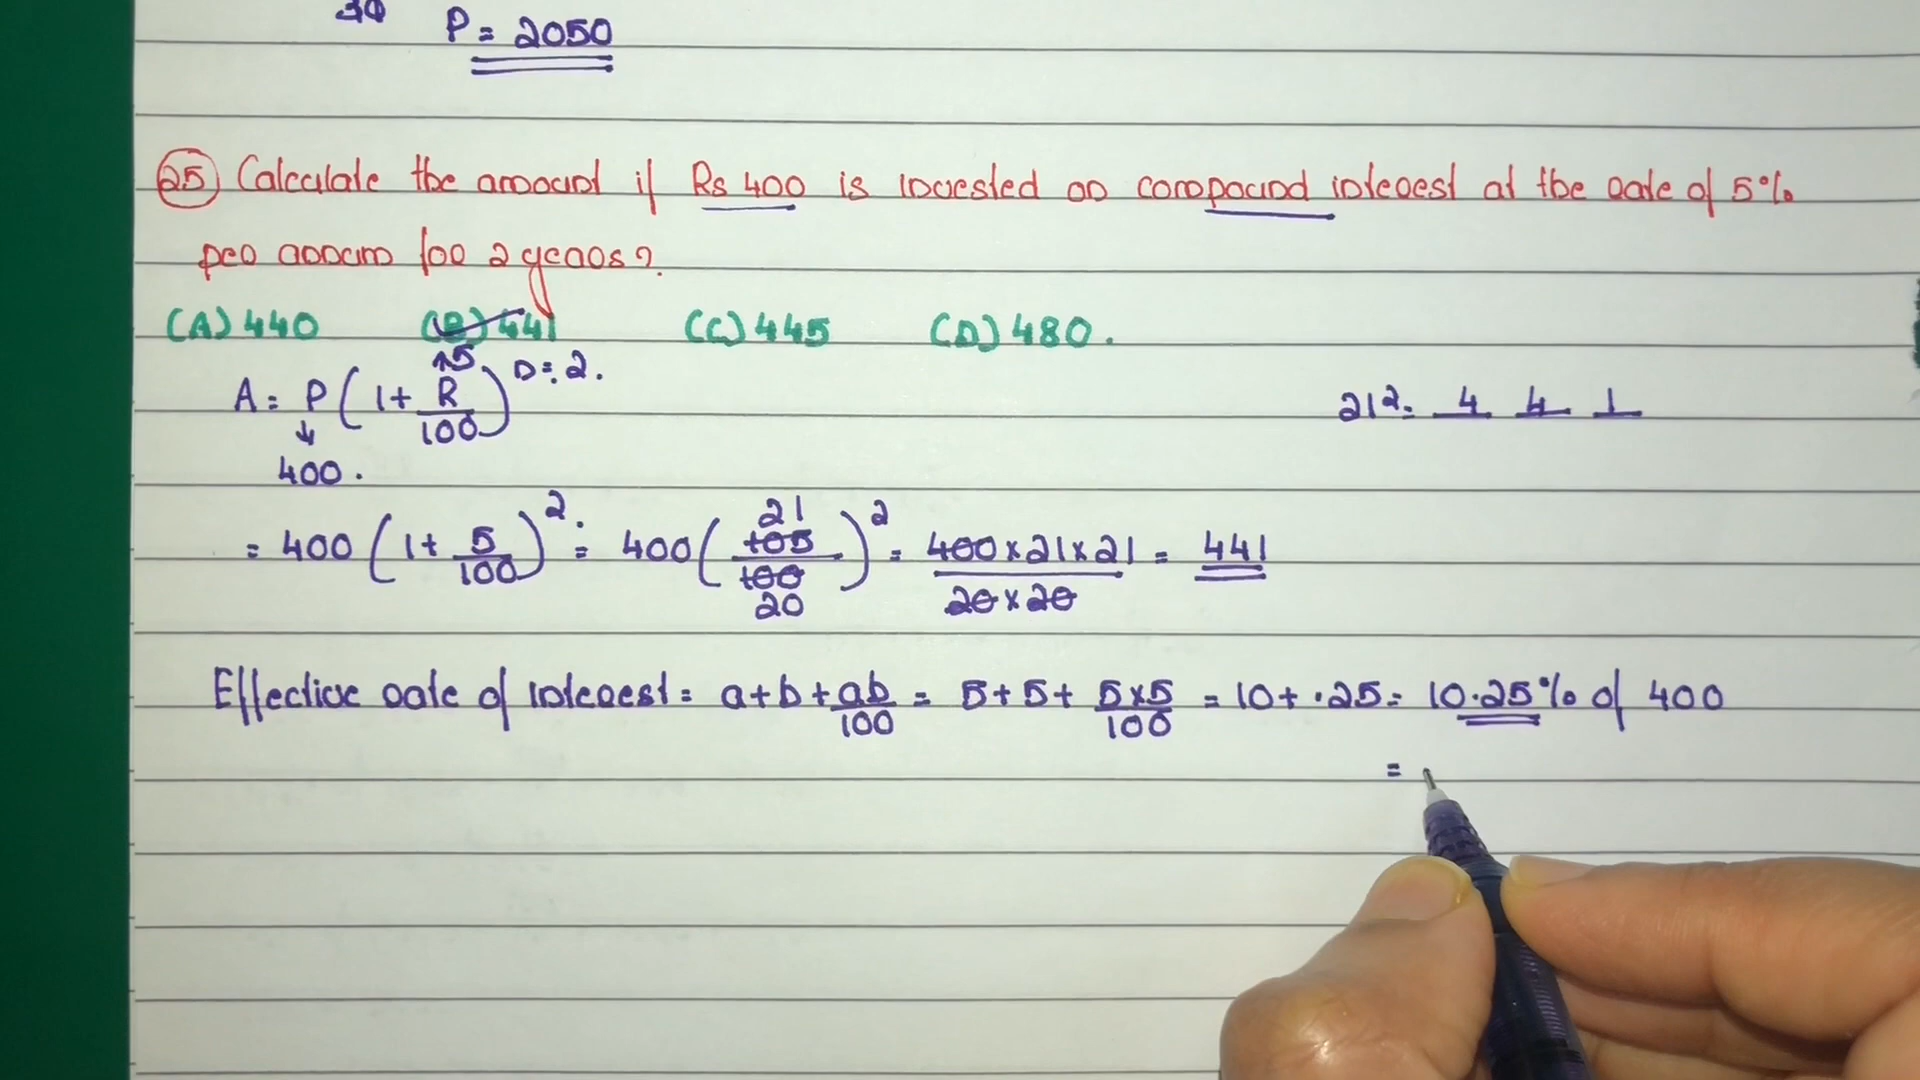 P = 2050
25) Calculate the amount if Rs 400 is invested on compound interest at the rate of 5%
per annum for 2 years?
(A) 440 (B) 441 (C) 445 (D) 480.
A = P(1+R/100)^n=2. 21² = 4 4 1
5
400.
= 400(1+5/100)^2. = 400(105/100)^2 = 400×21×21/20×20 = 441
21
20
Effective rate of interest = a+b+ab/100 = 5+5+5×5/100 = 10+.25 = 10.25% of 400
=